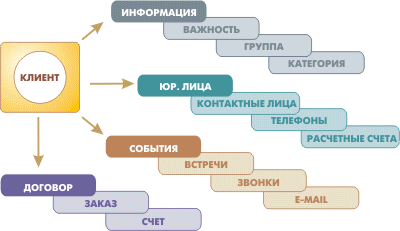 ИНФОРМАЦИЯ
ВАЖНОСТЬ
ГРУППА
КАТЕГОРИЯ
КЛИЕНТ
ЮР. ЛИЦА
КОНТАКТНЫЕ ЛИЦА
ТЕЛЕФОНЫ
РАСЧЕТНЫЕ СЧЕТА
СОБЫТИЯ
ВСТРЕЧИ
ЗВОНКИ
E-MAIL
ДОГОВОР
ЗАКАЗ
СЧЕТ